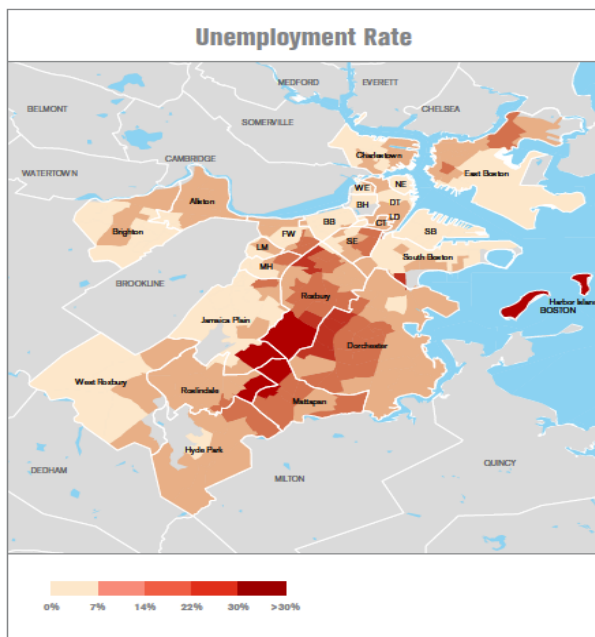 Unemployment Rate
MEDFORD
EVERETT
BELMONT
CHELSEA
SOMERVILLE
WATERTOWN
CAMBRIDGE
Charlestown
East Boston
Allston
WE
NE
BH
DT
Brighton
LD
BB
CT
FW
SE
SB
LM
South Boston
MH
BROOKLINE
Roxbury
Harbor Island
BOSTON
Jamaica Plain
Dorchester
West Roxbury
Roslindale
Mattapan
Hyde Park
DEDHAM
MILTON
QUINCY
0% 7% 14% 22% 30% >30%